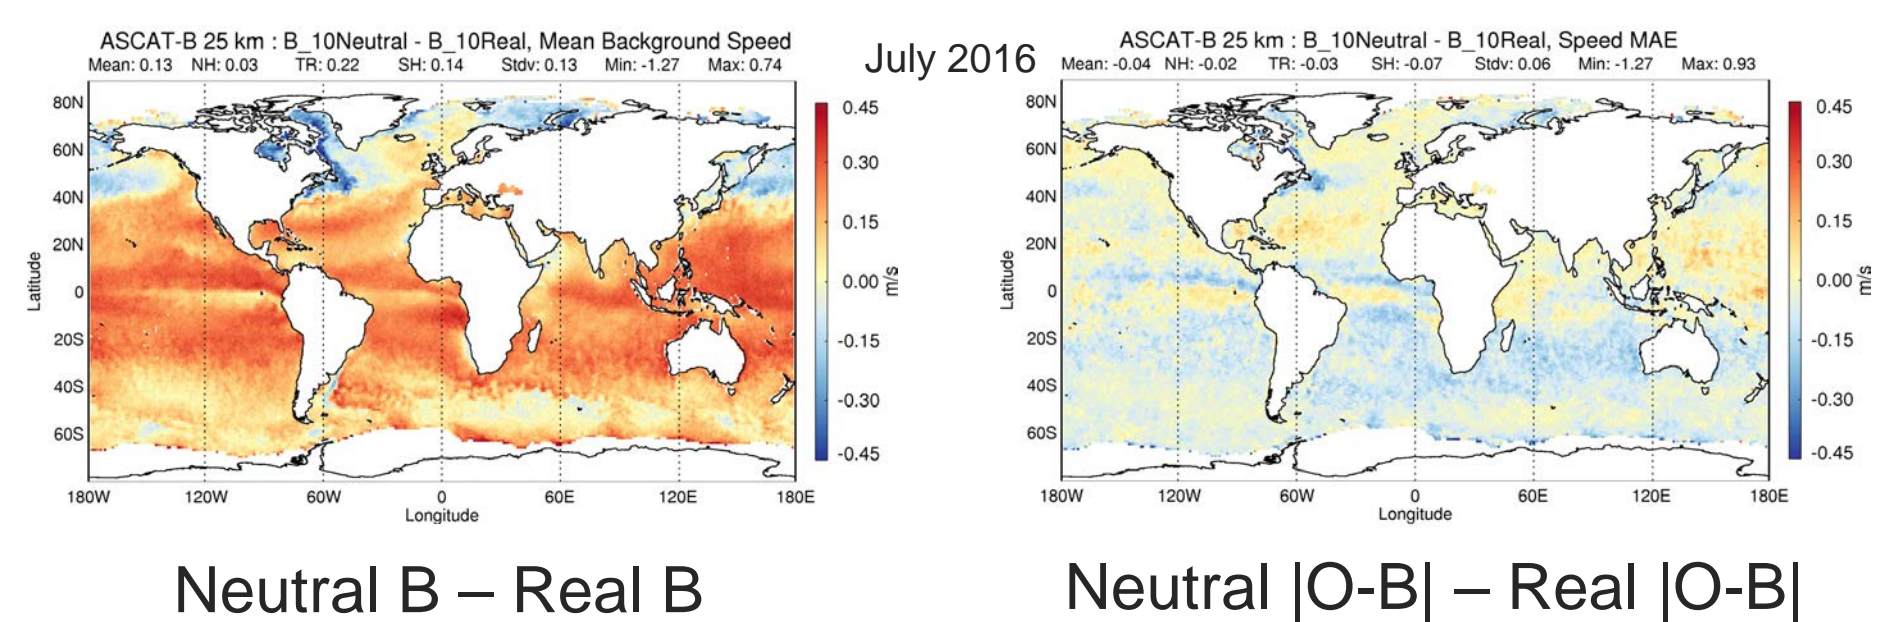 ASCAT-B 25 km : B_10Neutral - B_10Real, Mean Background Speed
Mean: 0.13 NH: 0.03 TR: 0.22 SH: 0.14 Stdv: 0.13 Min: -1.27 Max: 0.74
80N
60N
40N
20N
0
20S
40S
60S
Latitude
180W 120W 60W 0 60E 120E 180E
Longitude
0.45
0.30
0.15
0.00
-0.15
-0.30
-0.45
m/s
Neutral B – Real B
July 2016
ASCAT-B 25 km : B_10Neutral - B_10Real, Speed MAE
Mean: -0.04 NH: -0.02 TR: -0.03 SH: -0.07 Stdv: 0.06 Min: -1.27 Max: 0.93
80N
60N
40N
20N
0
20S
40S
60S
Latitude
180W 120W 60W 0 60E 120E 180E
Longitude
0.45
0.30
0.15
0.00
-0.15
-0.30
-0.45
m/s
Neutral |O-B| – Real |O-B|